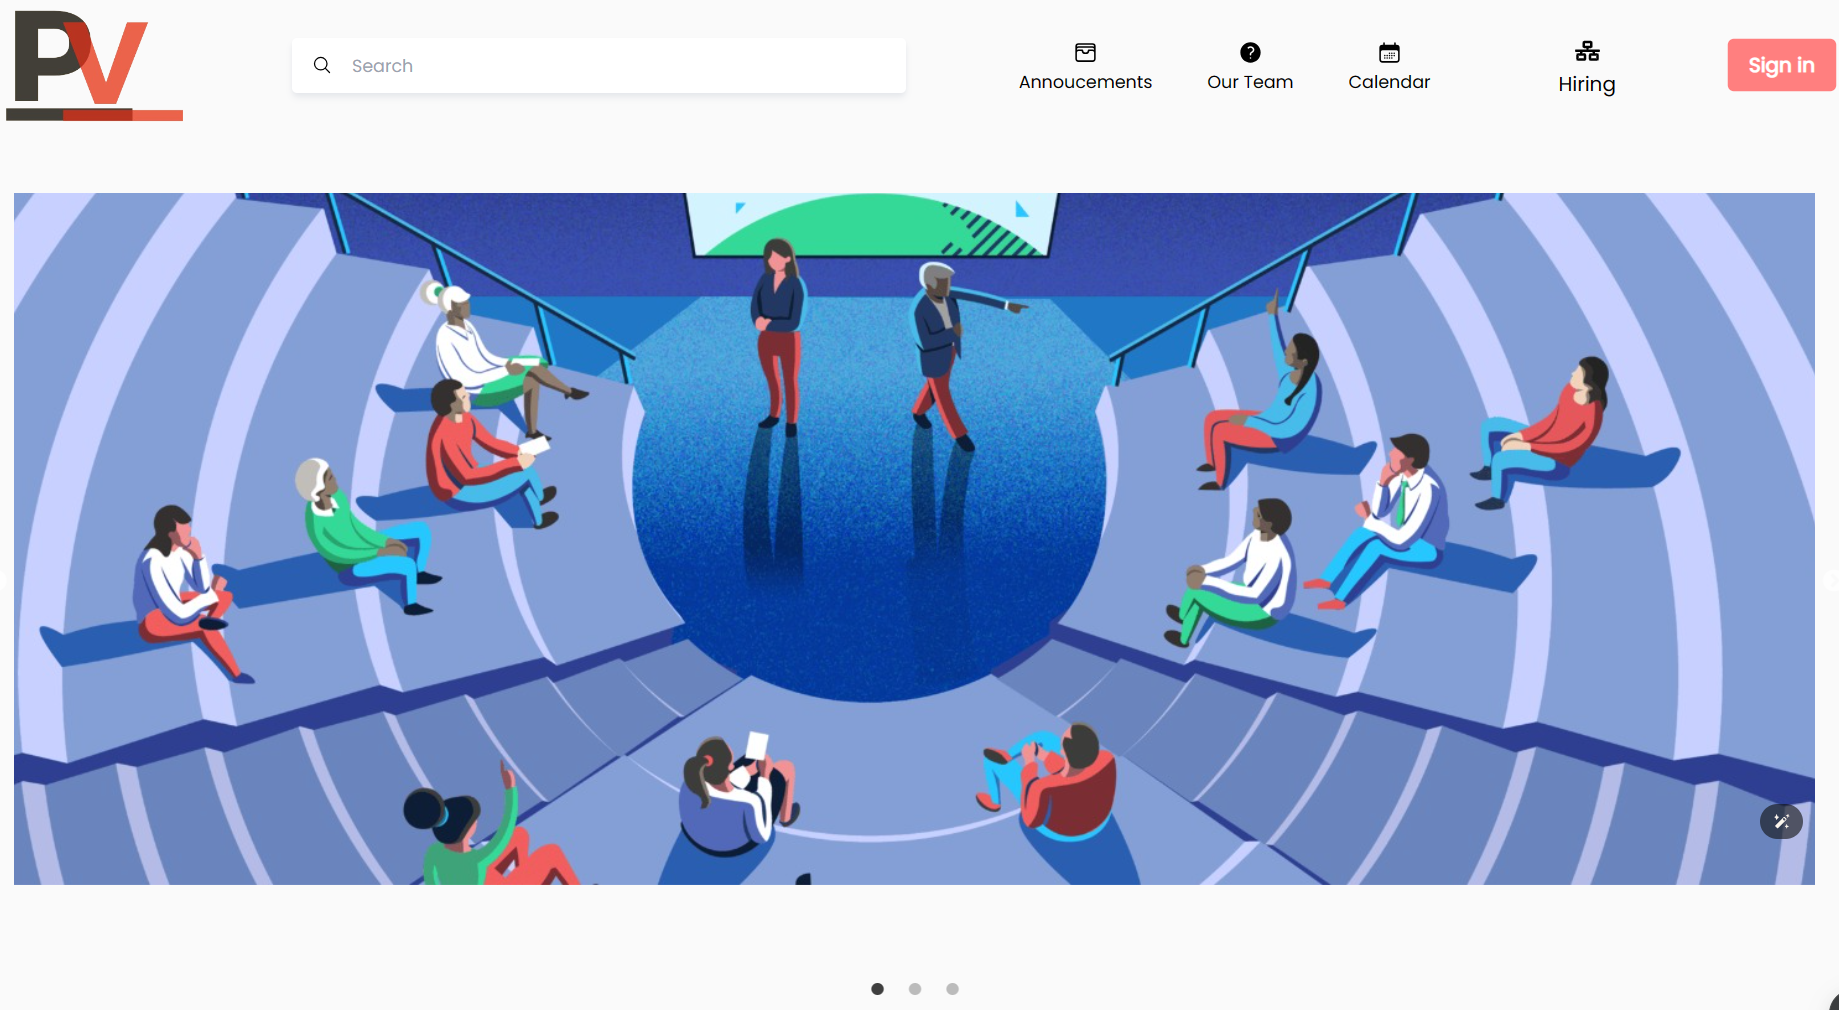 PV
Search
Annoucements
Our Team
Calendar
Hiring
Sign in